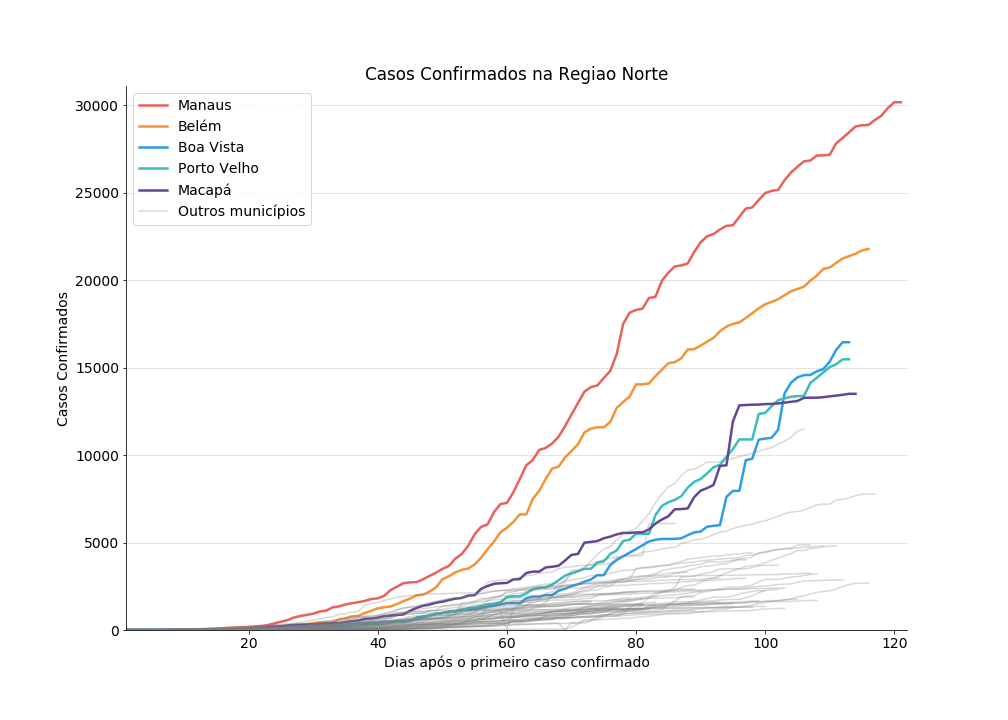 Casos Confirmados na Regiao Norte
Manaus
Belém
Boa Vista
Porto Velho
Macapá
Outros municípios
30000
25000
20000
15000
10000
5000
0
Casos Confirmados
20 40 60 80 100 120
Dias após o primeiro caso confirmado